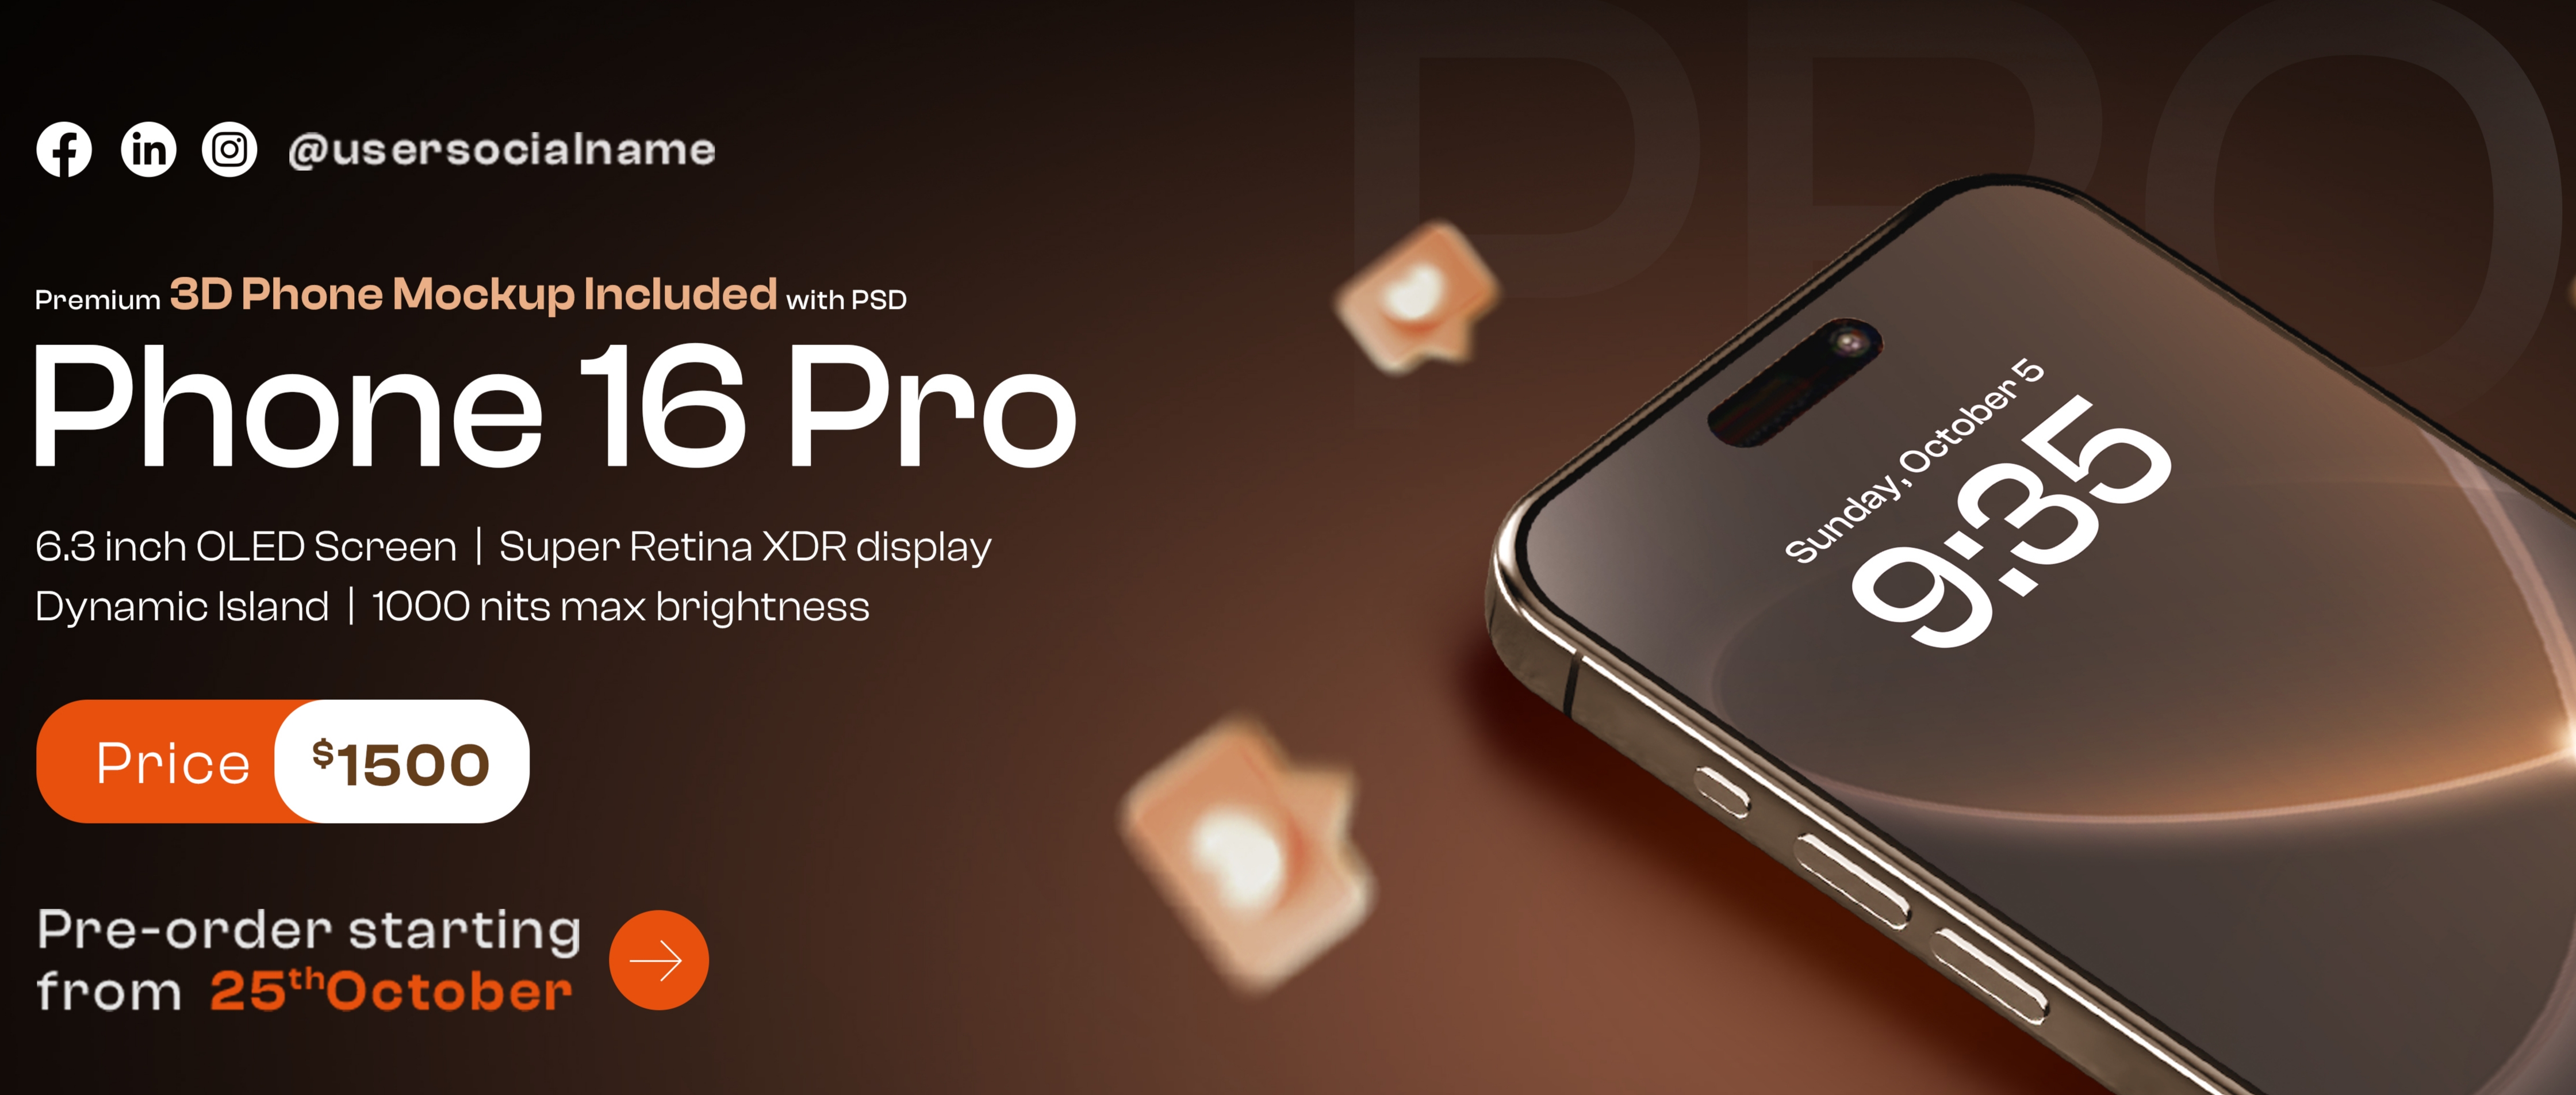 PRO
@usersocialname
Premium 3D Phone Mockup Included with PSD
Phone 16 Pro
6.3 inch OLED Screen | Super Retina XDR display
Dynamic Island | 1000 nits max brightness
Price $1500
Pre-order starting
from 25thOctober
Sunday, October 5
9:35